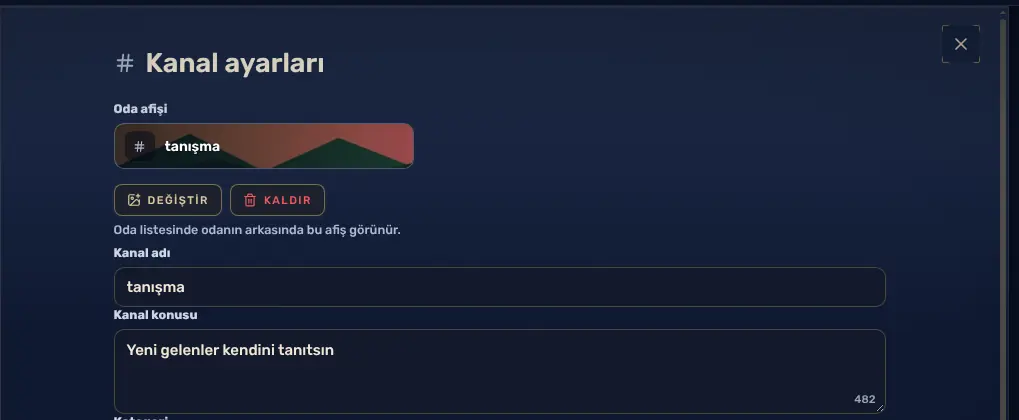 # Kanal ayarları
Oda afişi
# tanışma
DEĞİŞTİR KALDIR
Oda listesinde odanın arkasında bu afiş görünür.
Kanal adı
tanışma
Kanal konusu
Yeni gelenler kendini tanıtsın
482